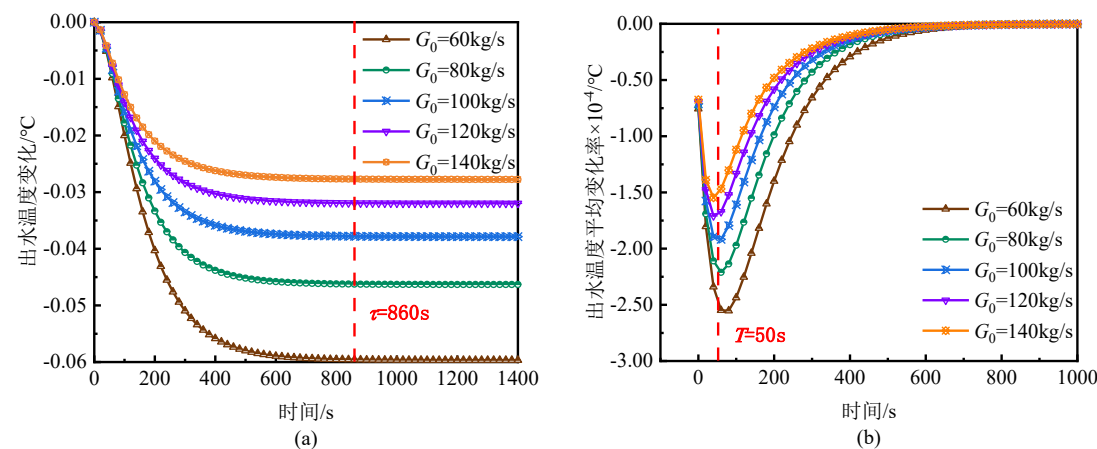 (a)
出水温度变化/℃
0.00
-0.01
-0.02
-0.03
-0.04
-0.05
-0.06
G0=60kg/s
G0=80kg/s
G0=100kg/s
G0=120kg/s
G0=140kg/s
τ=860s
0 200 400 600 800 1000 1200 1400
时间/s
(a)
(b)
出水温度平均变化率×10⁻⁴/℃
0.00
-0.50
-1.00
-1.50
-2.00
-2.50
-3.00
G0=60kg/s
G0=80kg/s
G0=100kg/s
G0=120kg/s
G0=140kg/s
T=50s
0 200 400 600 800 1000
时间/s
(b)